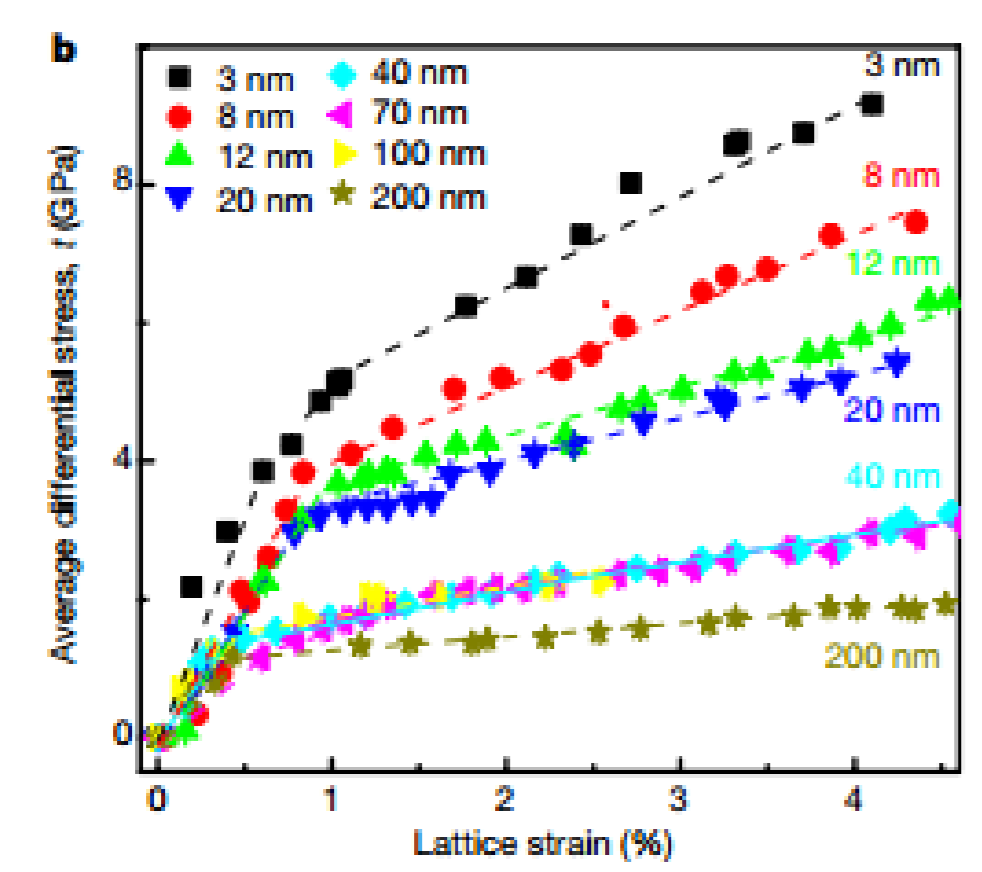 b
3 nm
8 nm
12 nm
20 nm
40 nm
70 nm
100 nm
200 nm
3 nm
8 nm
12 nm
20 nm
40 nm
200 nm
Average differential stress, t (GPa)
8
4
0
0 1 2 3 4
Lattice strain (%)